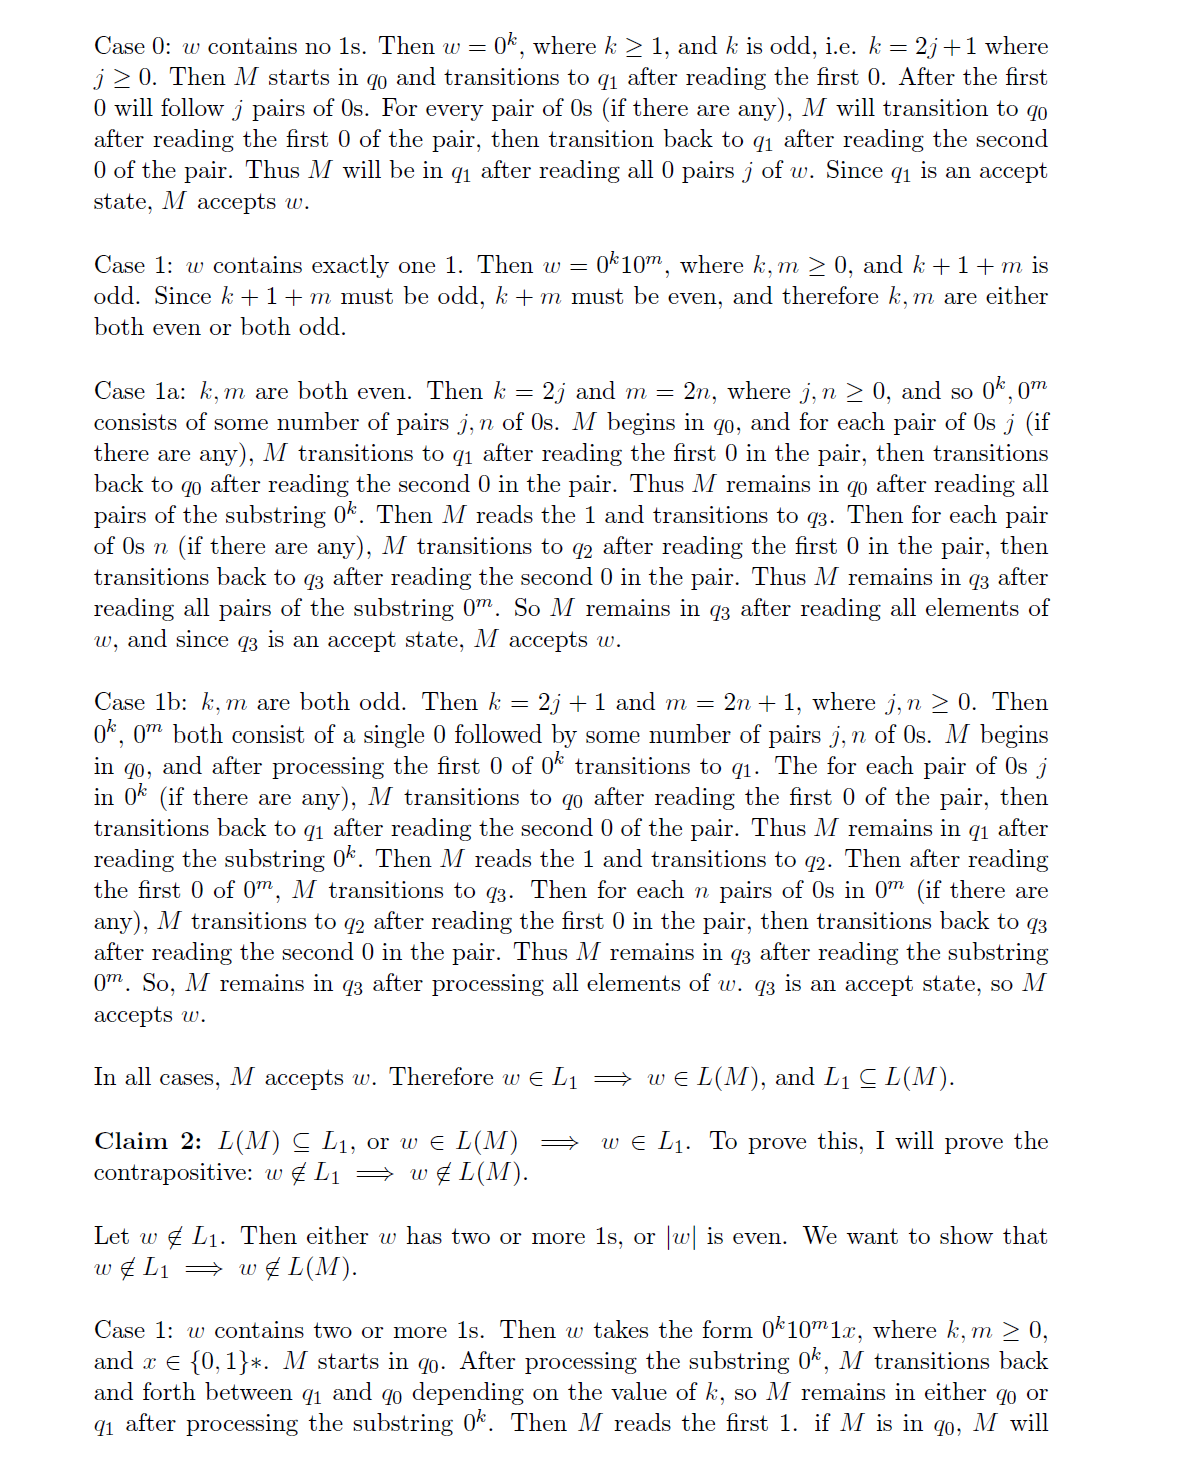 Case 0: w contains no 1s. Then w = 0^k, where k ≥ 1, and k is odd, i.e. k = 2j+1 where
j ≥ 0. Then M starts in q_0 and transitions to q_1 after reading the first 0. After the first
0 will follow j pairs of 0s. For every pair of 0s (if there are any), M will transition to q_0
after reading the first 0 of the pair, then transition back to q_1 after reading the second
0 of the pair. Thus M will be in q_1 after reading all 0 pairs j of w. Since q_1 is an accept
state, M accepts w.
Case 1: w contains exactly one 1. Then w = 0^k10^m, where k, m ≥ 0, and k + 1 + m is
odd. Since k + 1 + m must be odd, k + m must be even, and therefore k, m are either
both even or both odd.
Case 1a: k, m are both even. Then k = 2j and m = 2n, where j, n ≥ 0, and so 0^k, 0^m
consists of some number of pairs j, n of 0s. M begins in q_0, and for each pair of 0s j (if
there are any), M transitions to q_1 after reading the first 0 in the pair, then transitions
back to q_0 after reading the second 0 in the pair. Thus M remains in q_0 after reading all
pairs of the substring 0^k. Then M reads the 1 and transitions to q_3. Then for each pair
of 0s n (if there are any), M transitions to q_2 after reading the first 0 in the pair, then
transitions back to q_3 after reading the second 0 in the pair. Thus M remains in q_3 after
reading all pairs of the substring 0^m. So M remains in q_3 after reading all elements of
w, and since q_3 is an accept state, M accepts w.
Case 1b: k, m are both odd. Then k = 2j + 1 and m = 2n + 1, where j, n ≥ 0. Then
0^k, 0^m both consist of a single 0 followed by some number of pairs j, n of 0s. M begins
in q_0, and after processing the first 0 of 0^k transitions to q_1. The for each pair of 0s j
in 0^k (if there are any), M transitions to q_0 after reading the first 0 of the pair, then
transitions back to q_1 after reading the second 0 of the pair. Thus M remains in q_1 after
reading the substring 0^k. Then M reads the 1 and transitions to q_2. Then after reading
the first 0 of 0^m, M transitions to q_3. Then for each n pairs of 0s in 0^m (if there are
any), M transitions to q_2 after reading the first 0 in the pair, then transitions back to q_3
after reading the second 0 in the pair. Thus M remains in q_3 after reading the substring
0^m. So, M remains in q_3 after processing all elements of w. q_3 is an accept state, so M
accepts w.
In all cases, M accepts w. Therefore w ∈ L_1 ⟹ w ∈ L(M), and L_1 ⊆ L(M).
Claim 2: L(M) ⊆ L_1, or w ∈ L(M) ⟹ w ∈ L_1. To prove this, I will prove the
contrapositive: w ∉ L_1 ⟹ w ∉ L(M).
Let w ∉ L_1. Then either w has two or more 1s, or |w| is even. We want to show that
w ∉ L_1 ⟹ w ∉ L(M).
Case 1: w contains two or more 1s. Then w takes the form 0^k10^m1x, where k, m ≥ 0,
and x ∈ {0, 1}∗. M starts in q_0. After processing the substring 0^k, M transitions back
and forth between q_1 and q_0 depending on the value of k, so M remains in either q_0 or
q_1 after processing the substring 0^k. Then M reads the first 1. if M is in q_0, M will